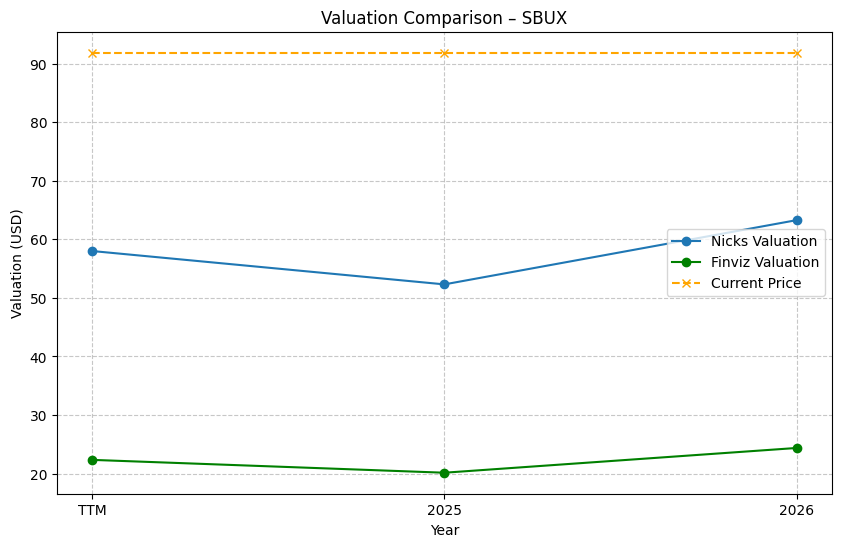 Valuation Comparison – SBUX
Valuation (USD)
90
80
70
60
50
40
30
20
Nicks Valuation
Finviz Valuation
Current Price
TTM
2025
2026
Year